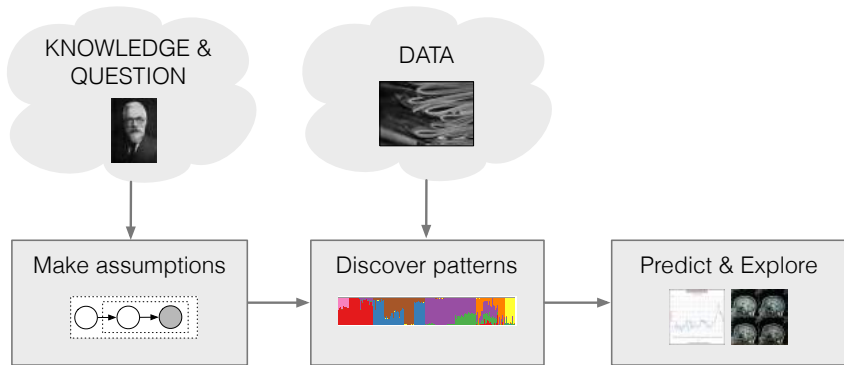 KNOWLEDGE &
QUESTION
DATA
Make assumptions
Discover patterns
Predict & Explore